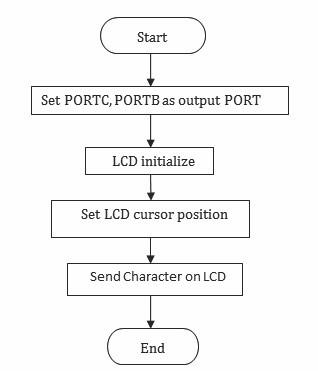 Start
Set PORTC, PORTB as output PORT
LCD initialize
Set LCD cursor position
Send Character on LCD
End